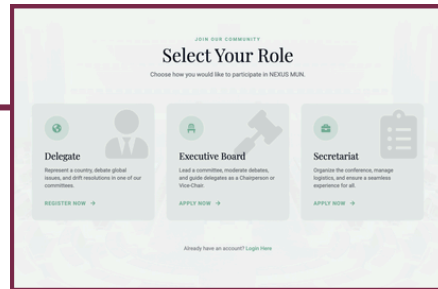 JOIN OUR COMMUNITY
Select Your Role
Choose how you would like to participate in NEXUS MUN.
Delegate
Represent a country, debate global
issues, and drift resolutions in one of our
committees.
REGISTER NOW →
Executive Board
Lead a committee, moderate debates,
and guide delegates as a Chairperson or
Vice-Chair.
APPLY NOW →
Secretariat
Organize the conference, manage
logistics, and ensure a seamless
experience for all.
APPLY NOW →
Already have an account? Login Here